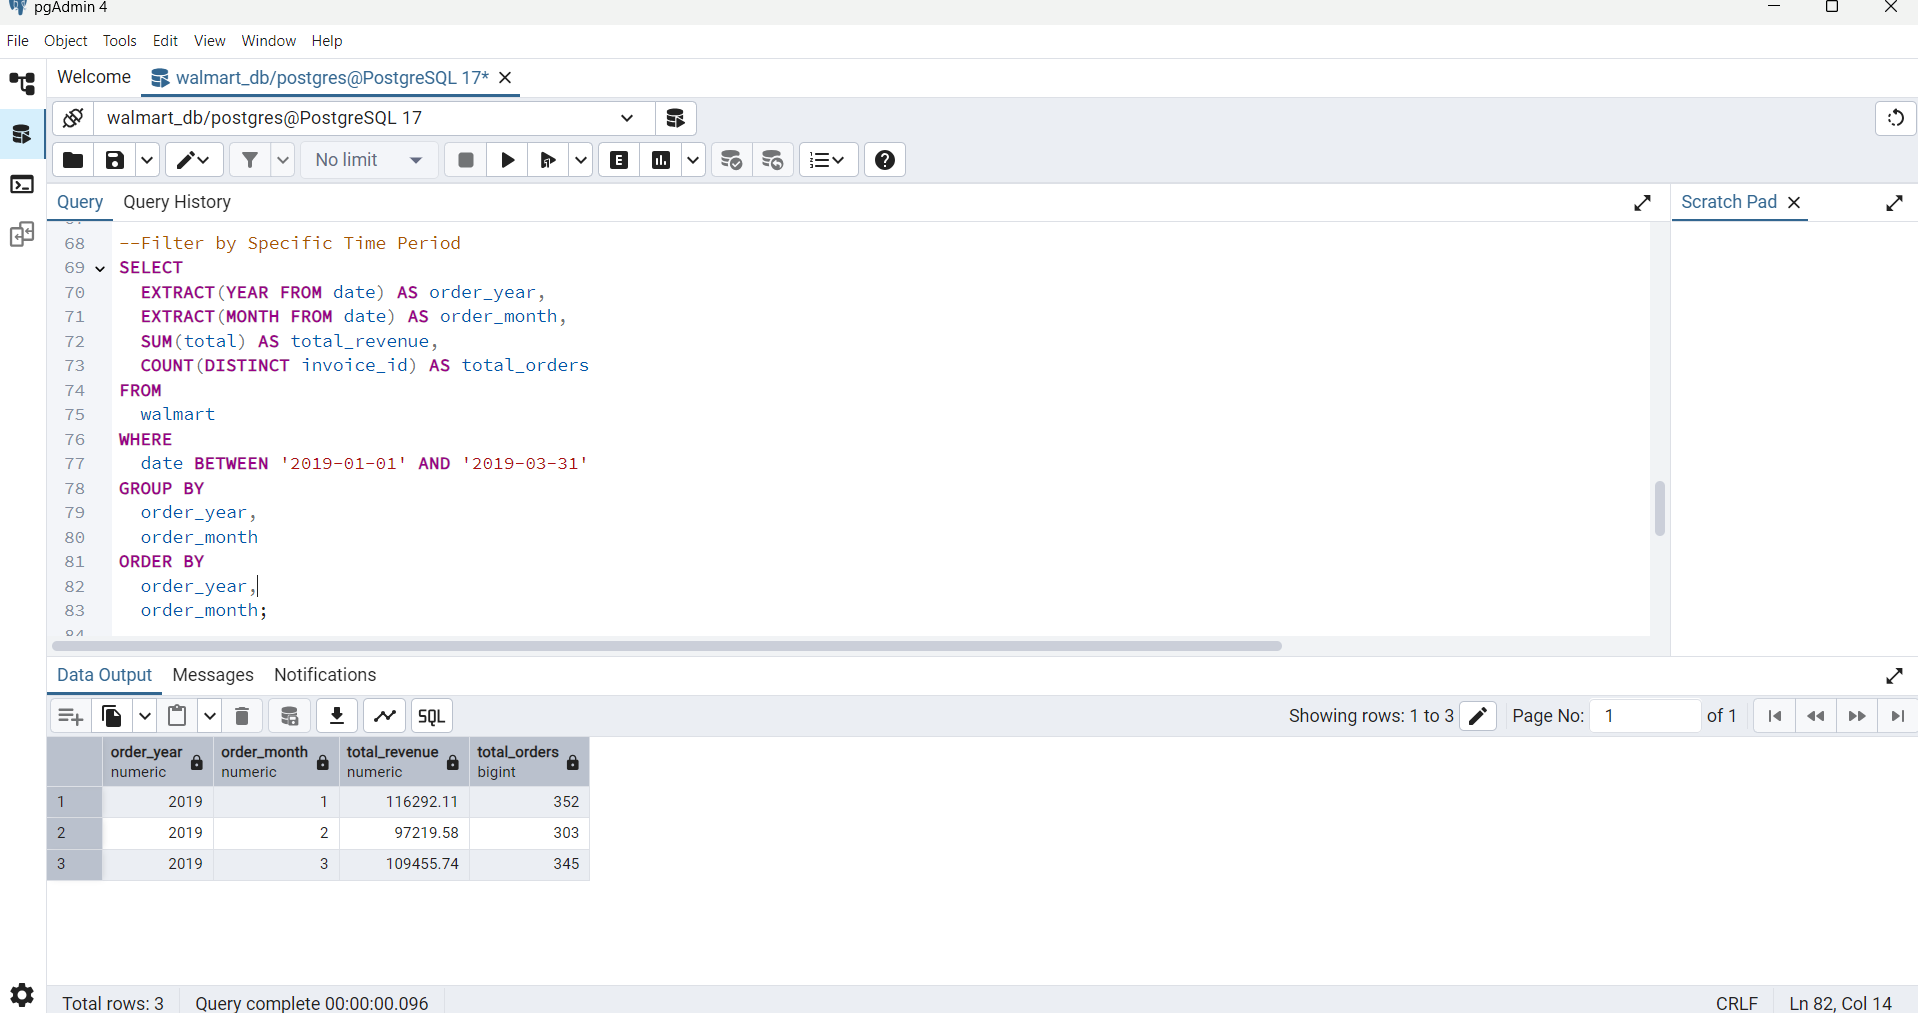 pgAdmin 4
File Object Tools Edit View Window Help
Welcome walmart_db/postgres@PostgreSQL 17*
walmart_db/postgres@PostgreSQL 17
No limit E
Query Query History
Scratch Pad
68 --Filter by Specific Time Period
69 SELECT
70 EXTRACT(YEAR FROM date) AS order_year,
71 EXTRACT(MONTH FROM date) AS order_month,
72 SUM(total) AS total_revenue,
73 COUNT(DISTINCT invoice_id) AS total_orders
74 FROM
75 walmart
76 WHERE
77 date BETWEEN '2019-01-01' AND '2019-03-31'
78 GROUP BY
79 order_year,
80 order_month
81 ORDER BY
82 order_year,
83 order_month;
84
Data Output Messages Notifications
SQL Showing rows: 1 to 3 Page No: 1 of 1
order_year order_month total_revenue total_orders
numeric numeric numeric bigint
1 2019 1 116292.11 352
2 2019 2 97219.58 303
3 2019 3 109455.74 345
Total rows: 3 Query complete 00:00:00.096 CRLF Ln 82, Col 14